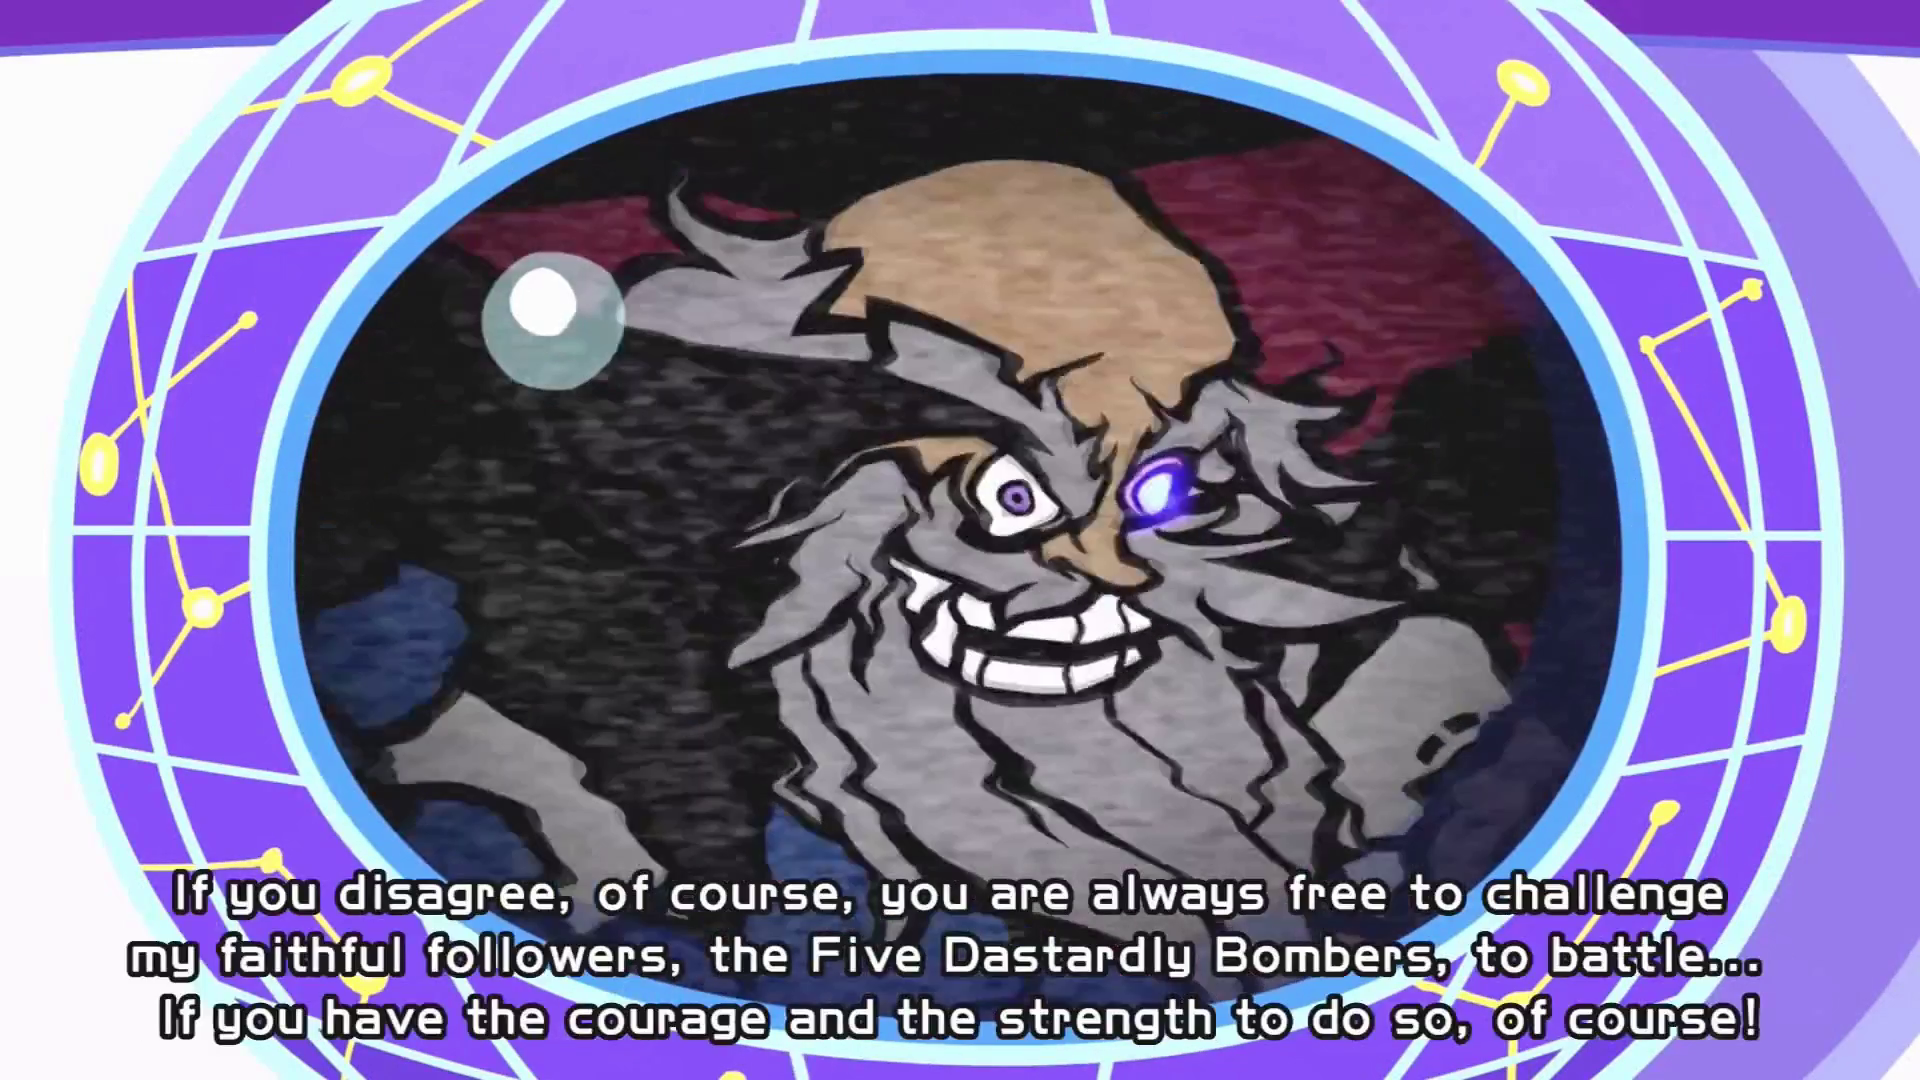 If you disagree, of course, you are always free to challenge
my faithful followers, the Five Dastardly Bombers, to battle...
If you have the courage and the strength to do so, of course!